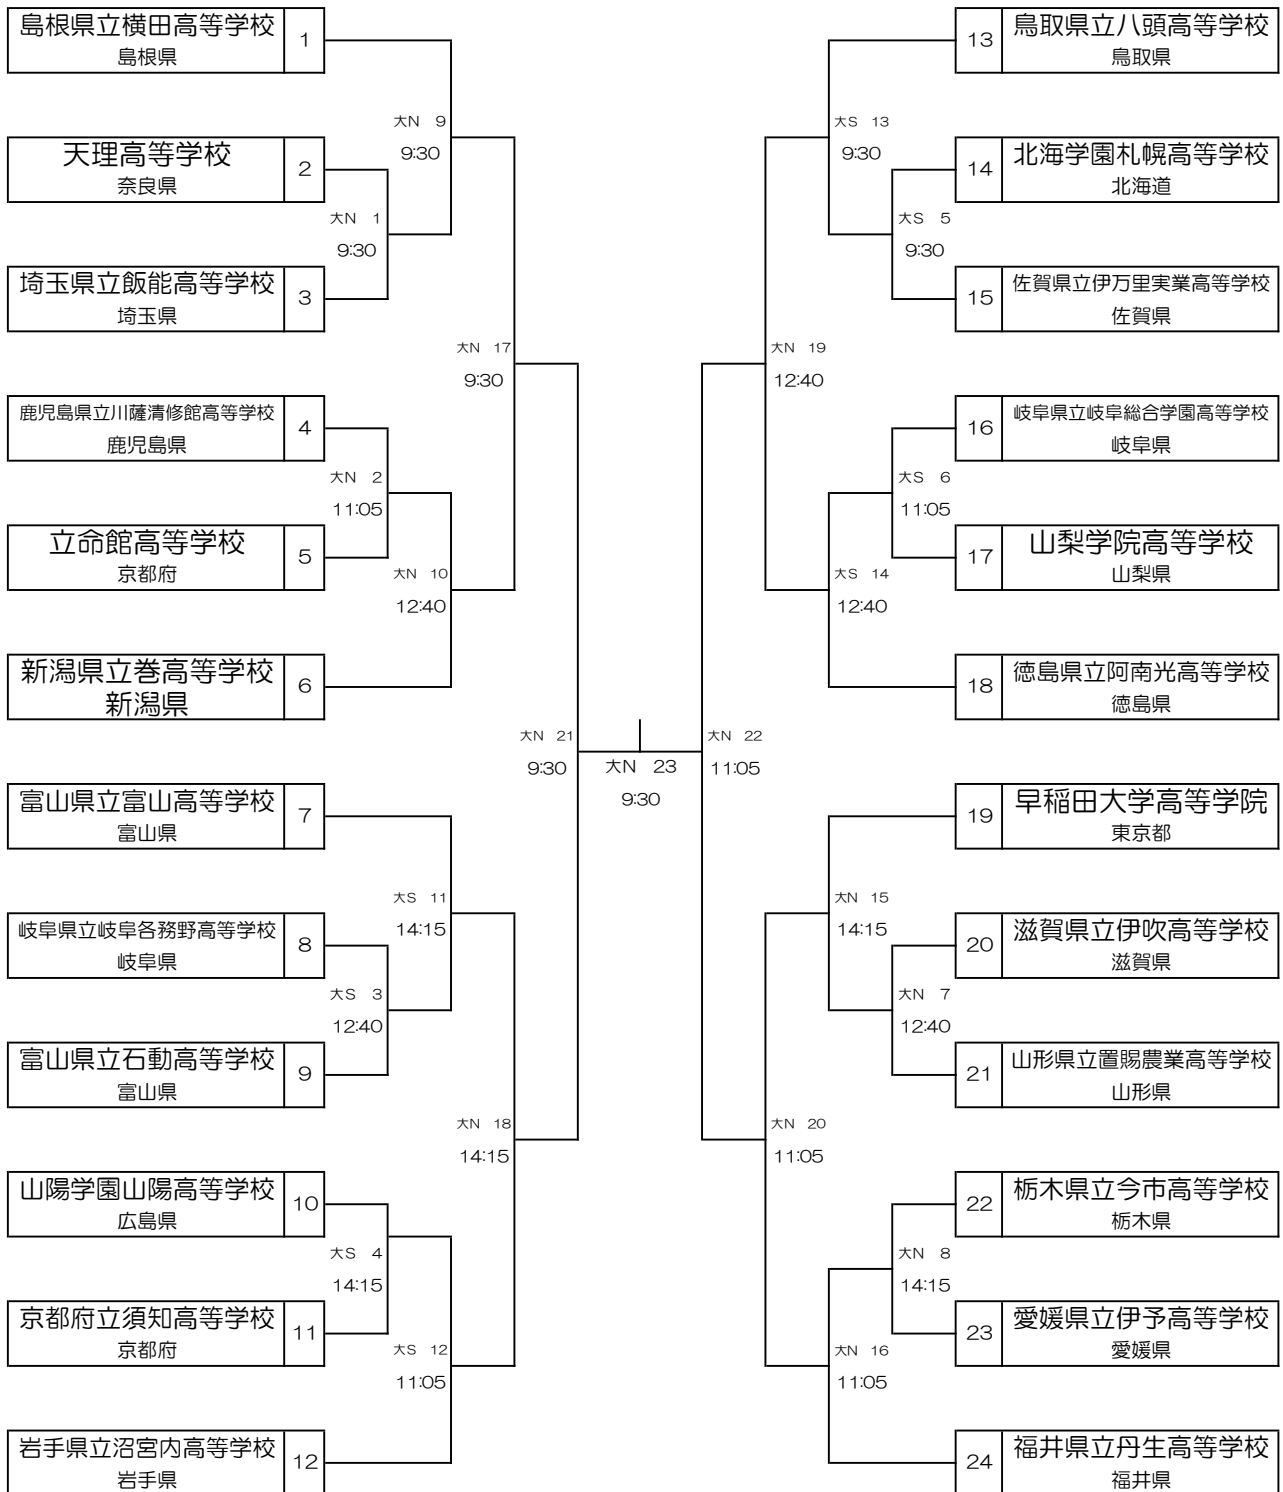 島根県立横田高等学校
島根県
1
天理高等学校
奈良県
2
埼玉県立飯能高等学校
埼玉県
3
鹿児島県立川薩清修館高等学校
鹿児島県
4
立命館高等学校
京都府
5
新潟県立巻高等学校
新潟県
6
富山県立富山高等学校
富山県
7
岐阜県立岐阜各務野高等学校
岐阜県
8
富山県立石動高等学校
富山県
9
山陽学園山陽高等学校
広島県
10
京都府立須知高等学校
京都府
11
岩手県立沼宮内高等学校
岩手県
12
大N 1
9:30
大N 2
11:05
大S 3
12:40
大S 4
14:15
大N 9
9:30
大N 10
12:40
大S 11
14:15
大S 12
11:05
大N 17
9:30
大N 18
14:15
大N 21
9:30
大N 23
9:30
大N 22
11:05
大N 19
12:40
大N 20
11:05
大S 13
9:30
大S 14
12:40
大N 15
14:15
大N 16
11:05
大S 5
9:30
大S 6
11:05
大N 7
12:40
大N 8
14:15
13
鳥取県立八頭高等学校
鳥取県
14
北海学園札幌高等学校
北海道
15
佐賀県立伊万里実業高等学校
佐賀県
16
岐阜県立岐阜総合学園高等学校
岐阜県
17
山梨学院高等学校
山梨県
18
徳島県立阿南光高等学校
徳島県
19
早稲田大学高等学院
東京都
20
滋賀県立伊吹高等学校
滋賀県
21
山形県立置賜農業高等学校
山形県
22
栃木県立今市高等学校
栃木県
23
愛媛県立伊予高等学校
愛媛県
24
福井県立丹生高等学校
福井県